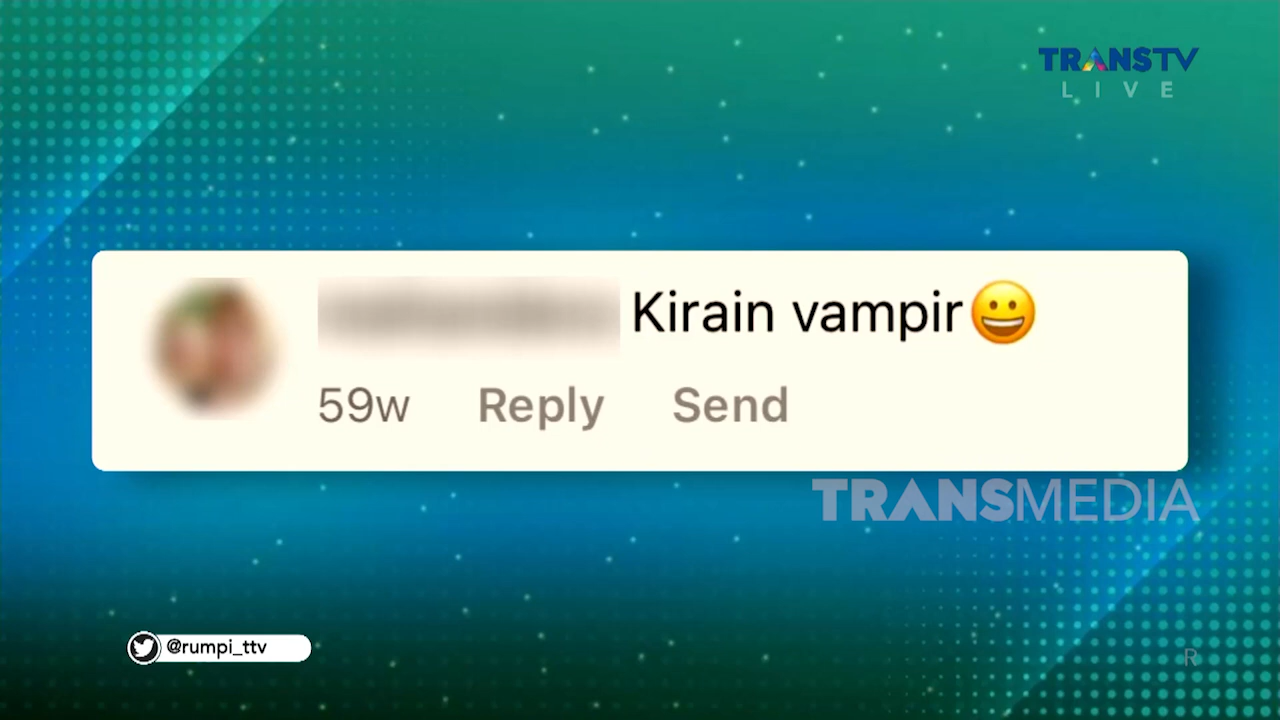 TRANSTV
LIVE
Kirain vampir😀
59w Reply Send
TRANSMEDIA
@rumpi_ttv
R